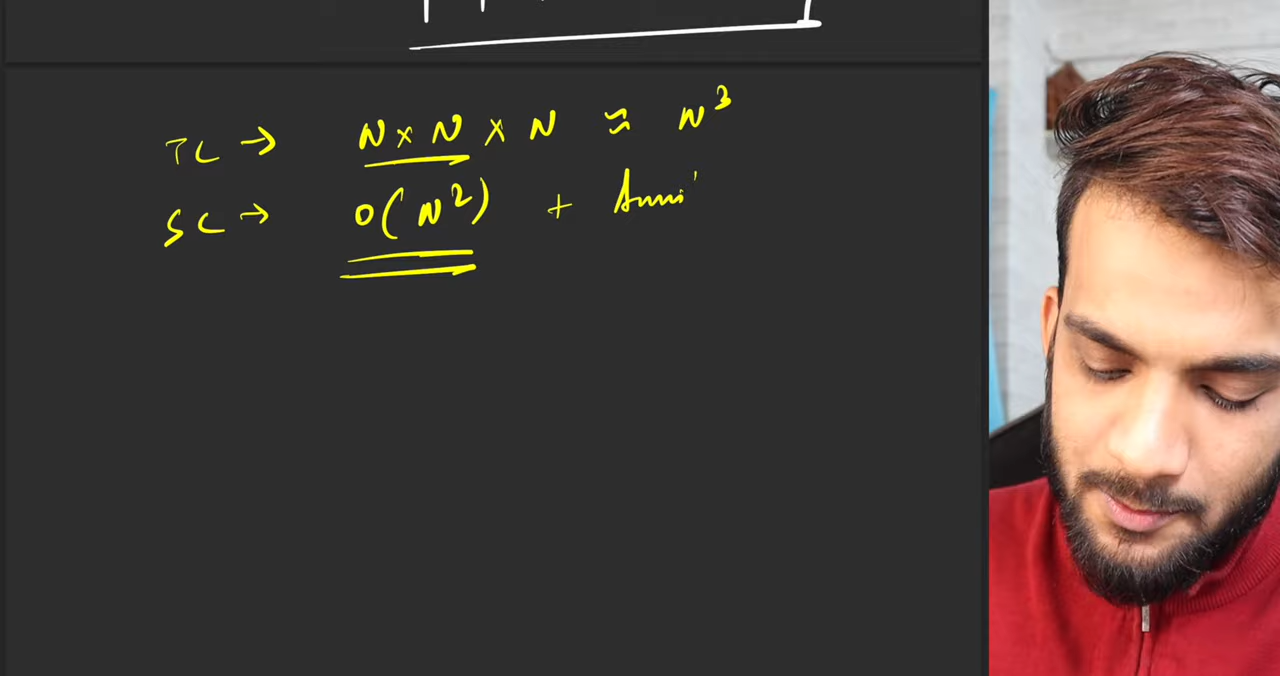 TC → N × N × N ≈ N³
SC → O(N²) +